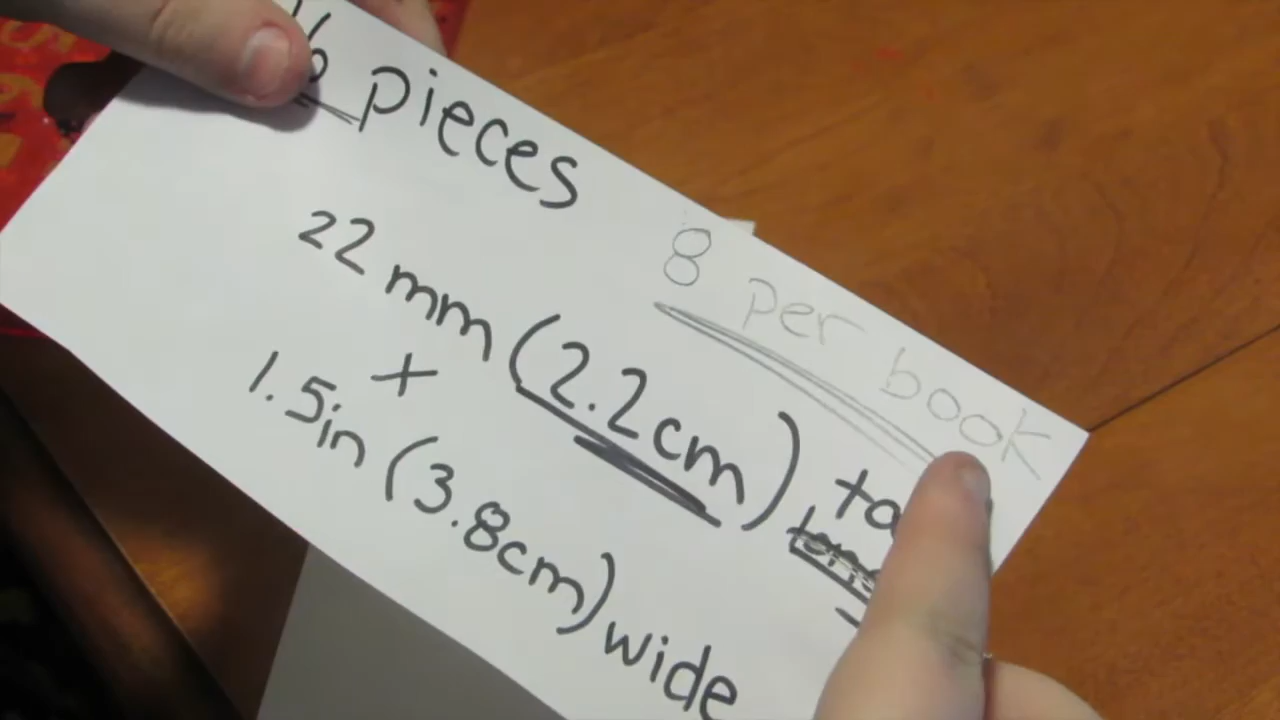 pieces
8 per book
22 mm (2.2cm)
x
1.5in (3.8cm) wide